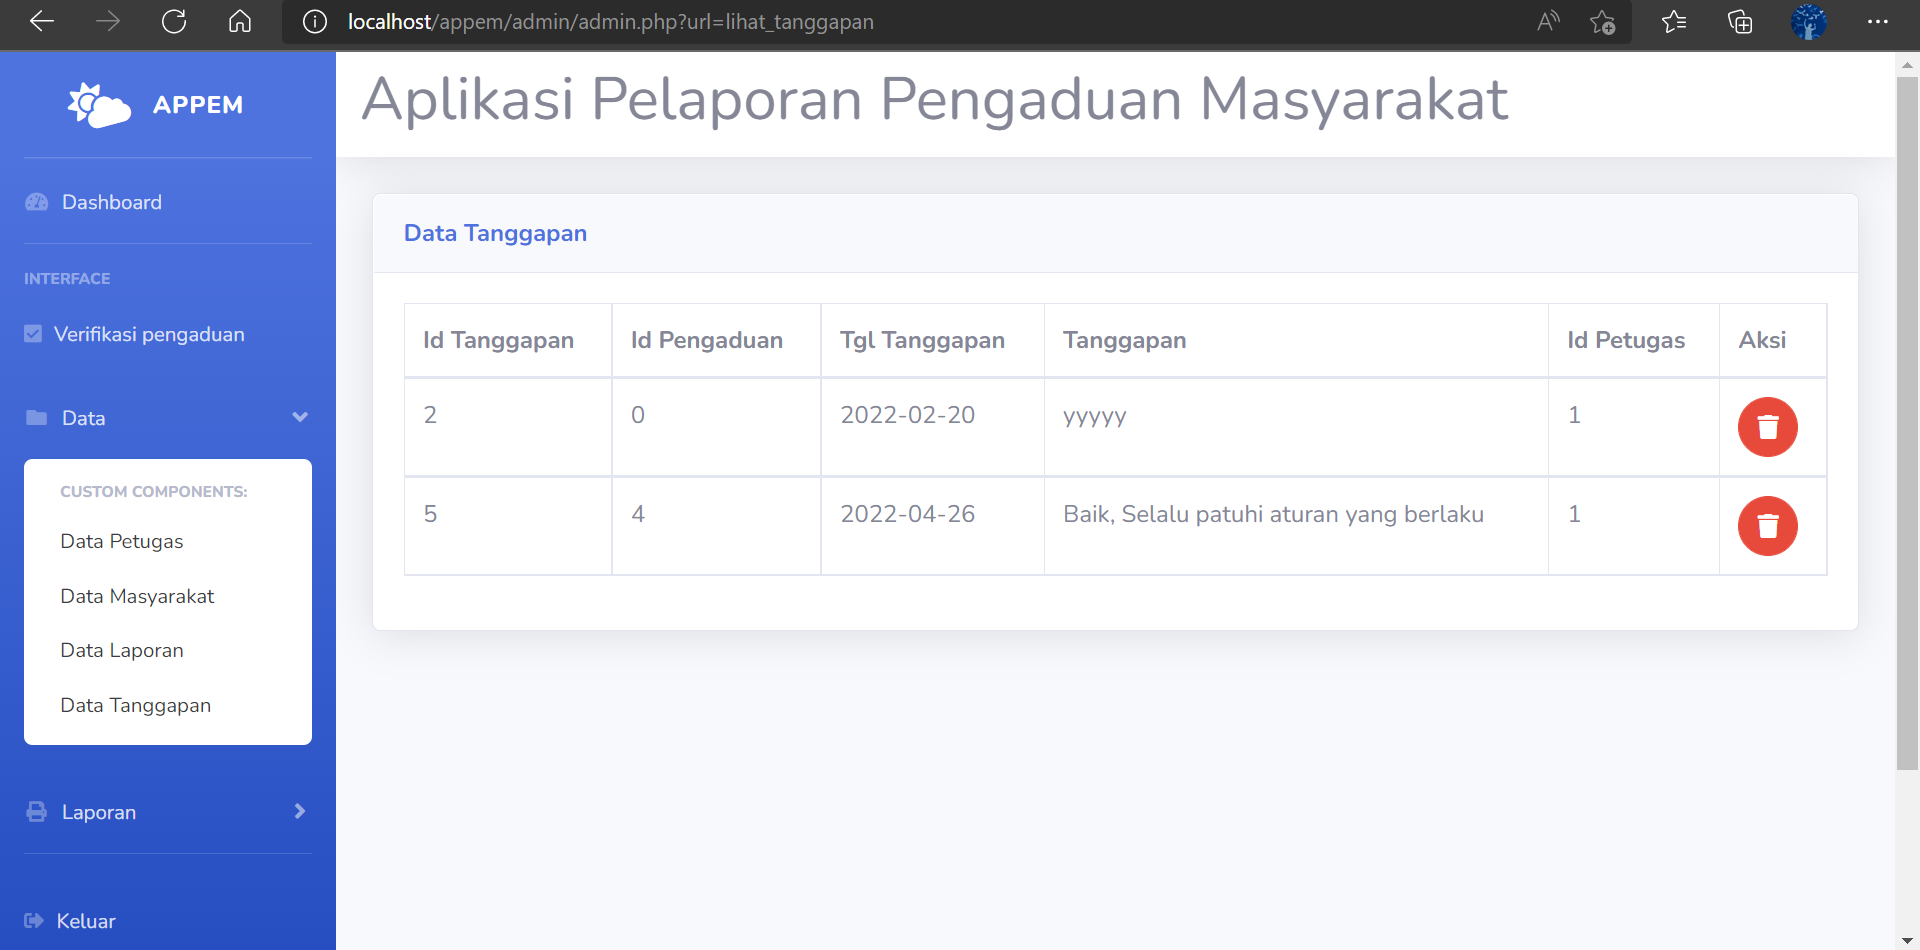 localhost/appem/admin/admin.php?url=lihat_tanggapan
APPEM
Aplikasi Pelaporan Pengaduan Masyarakat
Dashboard
INTERFACE
Verifikasi pengaduan
Data
CUSTOM COMPONENTS:
Data Petugas
Data Masyarakat
Data Laporan
Data Tanggapan
Laporan
Keluar
Data Tanggapan
Id Tanggapan Id Pengaduan Tgl Tanggapan Tanggapan Id Petugas Aksi
2 0 2022-02-20 yyyyy 1
5 4 2022-04-26 Baik, Selalu patuhi aturan yang berlaku 1